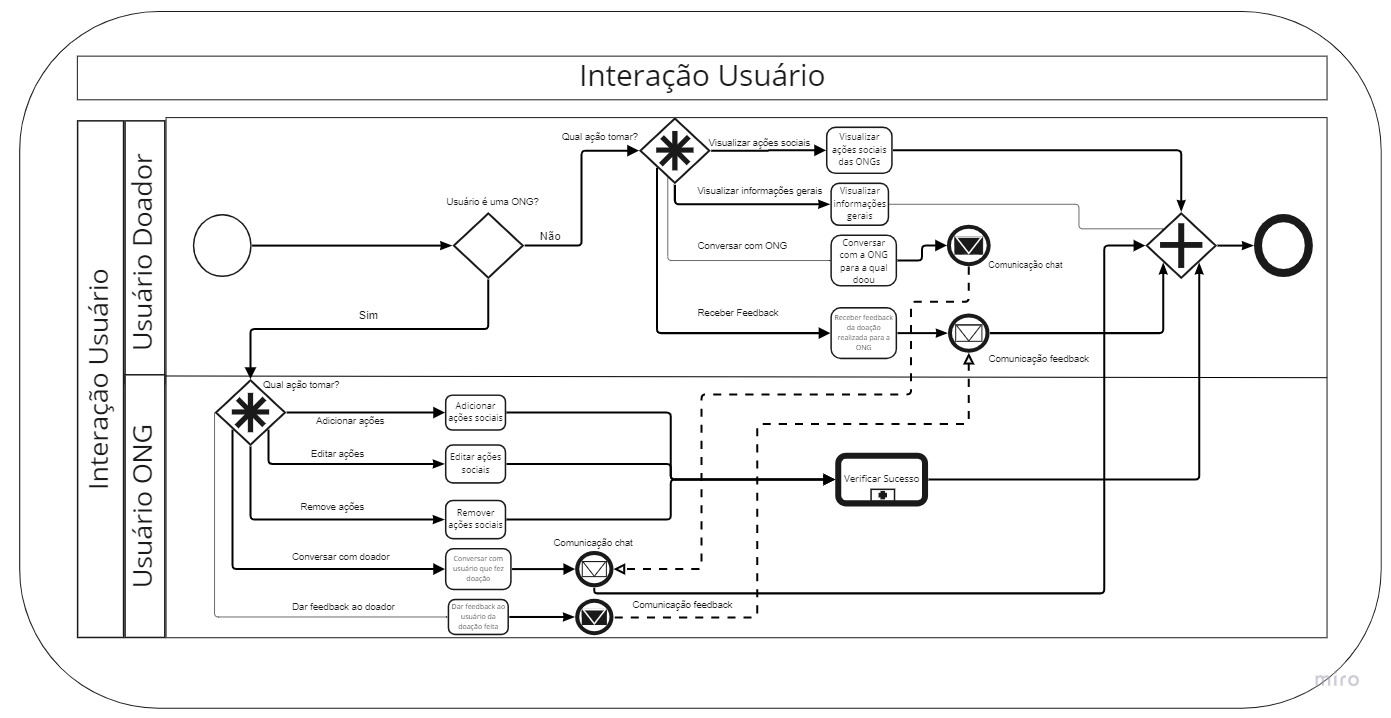 Interação Usuário
Interação Usuário
Usuário Doador
Usuário ONG
Usuário é uma ONG?
Não
Sim
Qual ação tomar?
Visualizar ações sociais
Visualizar
ações sociais
das ONGs
Visualizar informações gerais
Visualizar
informações
gerais
Conversar com ONG
Conversar
com a ONG
para a qual
doou
Comunicação chat
Receber Feedback
Receber feedback
da doação
realizada para a
ONG
Comunicação feedback
Qual ação tomar?
Adicionar ações
Adicionar
ações sociais
Editar ações
Editar ações
sociais
Remove ações
Remover
ações sociais
Verificar Sucesso
Conversar com doador
Conversar com
usuário que fez
doação
Comunicação chat
Dar feedback ao doador
Dar feedback ao
usuário da
doação feita
Comunicação feedback
miro